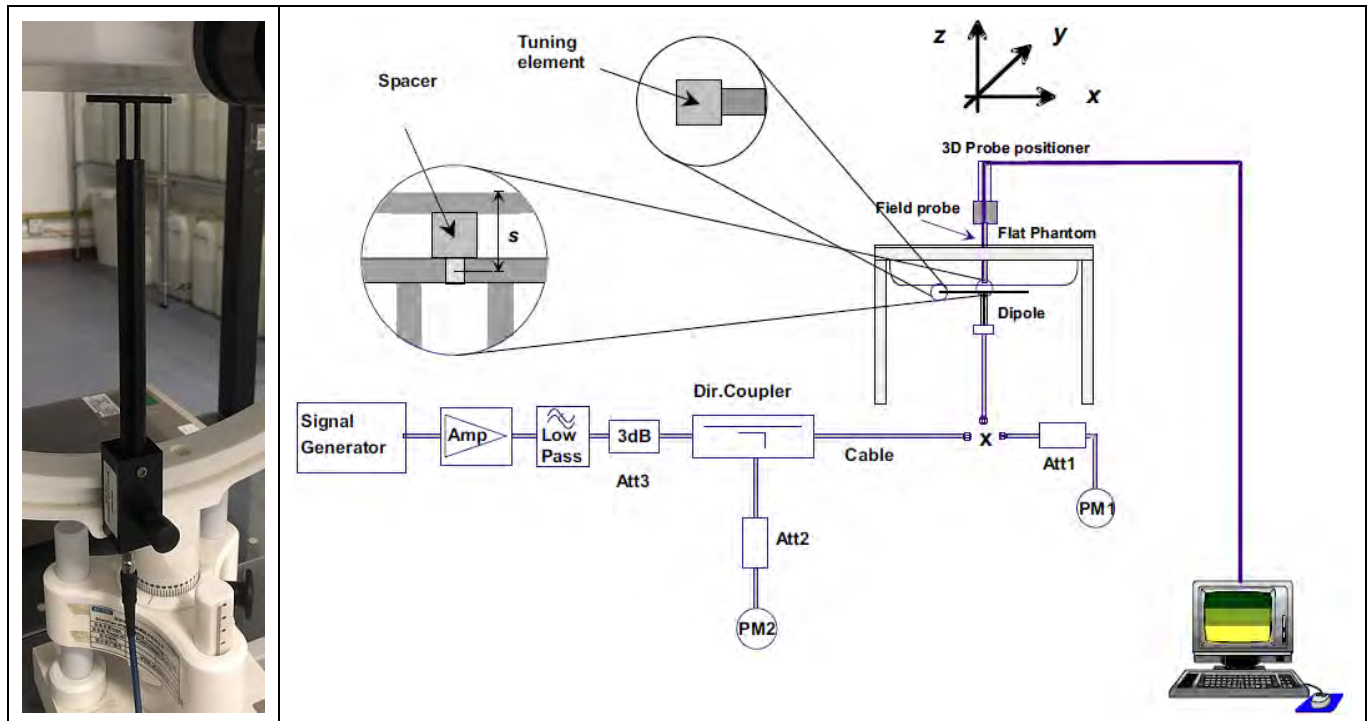 Tuning
element
Spacer
s
z
y
x
3D Probe positioner
Field probe
Flat Phantom
Dipole
Dir.Coupler
Signal
Generator
Amp
Low
Pass
3dB
Att3
Cable
x
Att1
PM1
Att2
PM2